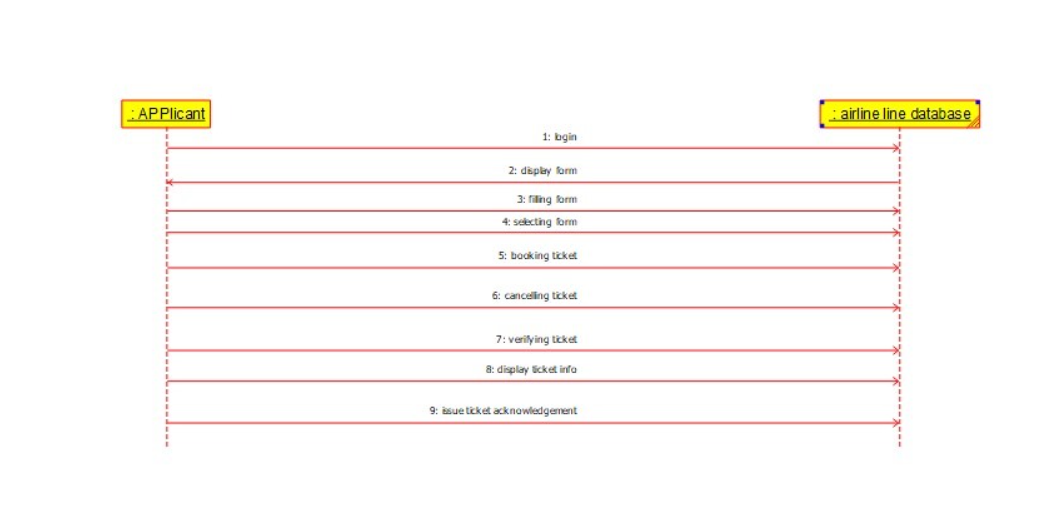 : APPlicant
: airline line database
1: login
2: display form
3: filling form
4: selecting form
5: booking ticket
6: cancelling ticket
7: verifying ticket
8: display ticket info
9: issue ticket acknowledgement